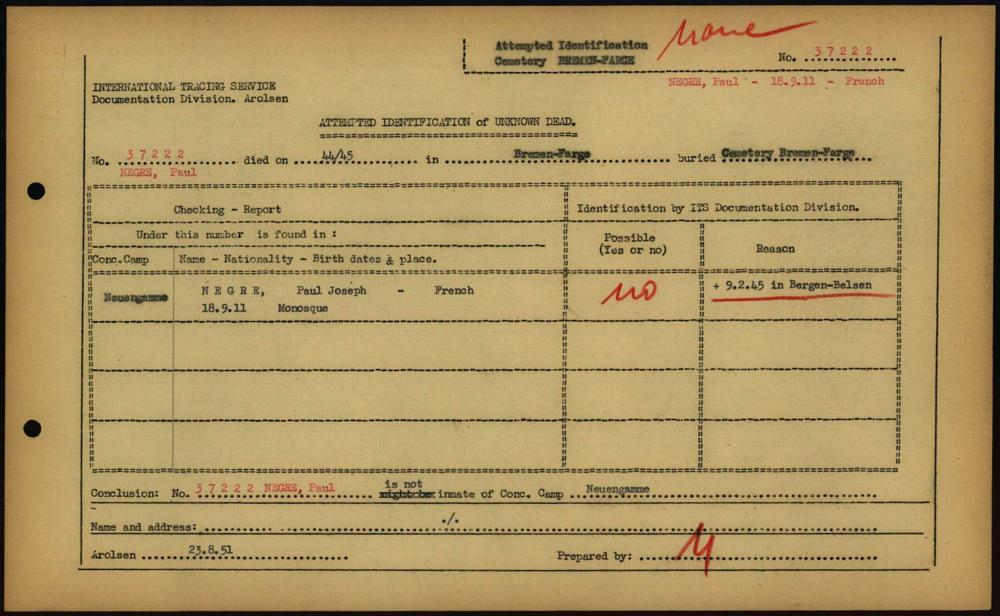 Attempted Identification
Cemetery BREMEN-FARGE
None
No. 37222
NEGRE, Paul - 18.9.11 - French
INTERNATIONAL TRACING SERVICE
Documentation Division. Arolsen
ATTEMPTED IDENTIFICATION of UNKNOWN DEAD.
No. 37222 died on 44/45 in Bremen-Farge buried Cemetery Bremen-Farge
NEGRE, Paul
Checking - Report
Identification by ITS Documentation Division.
Under this number is found in :
Possible
(Yes or no)
Reason
Conc.Camp Name - Nationality - Birth dates & place.
Neuengamme NEGRE, Paul Joseph - French
18.9.11 Monosque
no
+ 9.2.45 in Bergen-Belsen
Conclusion: No. 37222 NEGRE, Paul is not inmate of Conc. Camp Neuengamme
Name and address: ./.
Arolsen 23.8.51 Prepared by: